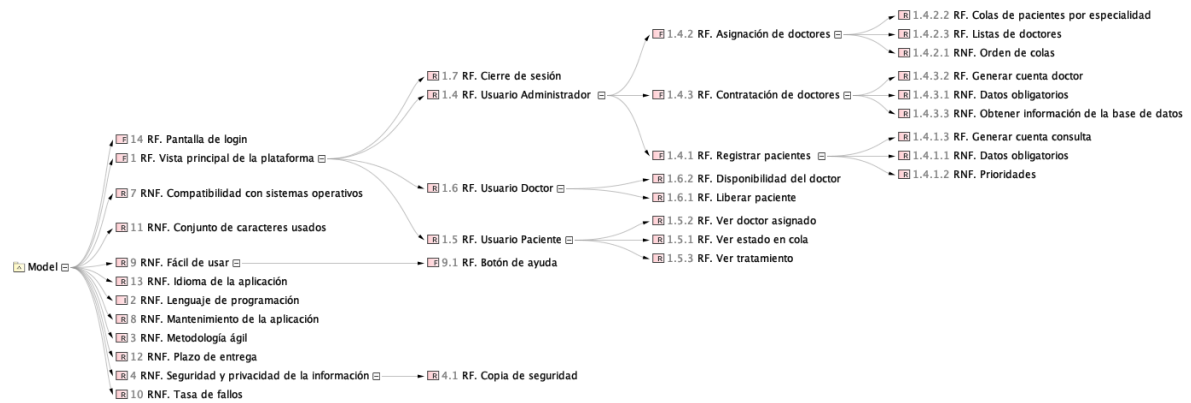 Model
14 RF. Pantalla de login
1 RF. Vista principal de la plataforma
7 RNF. Compatibilidad con sistemas operativos
11 RNF. Conjunto de caracteres usados
9 RNF. Fácil de usar
13 RNF. Idioma de la aplicación
2 RNF. Lenguaje de programación
8 RNF. Mantenimiento de la aplicación
3 RNF. Metodología ágil
12 RNF. Plazo de entrega
4 RNF. Seguridad y privacidad de la información
10 RNF. Tasa de fallos
1.7 RF. Cierre de sesión
1.4 RF. Usuario Administrador
1.6 RF. Usuario Doctor
1.5 RF. Usuario Paciente
9.1 RF. Botón de ayuda
4.1 RF. Copia de seguridad
1.4.2 RF. Asignación de doctores
1.4.3 RF. Contratación de doctores
1.4.1 RF. Registrar pacientes
1.6.2 RF. Disponibilidad del doctor
1.6.1 RF. Liberar paciente
1.5.2 RF. Ver doctor asignado
1.5.1 RF. Ver estado en cola
1.5.3 RF. Ver tratamiento
1.4.2.2 RF. Colas de pacientes por especialidad
1.4.2.3 RF. Listas de doctores
1.4.2.1 RNF. Orden de colas
1.4.3.2 RF. Generar cuenta doctor
1.4.3.1 RNF. Datos obligatorios
1.4.3.3 RNF. Obtener información de la base de datos
1.4.1.3 RF. Generar cuenta consulta
1.4.1.1 RNF. Datos obligatorios
1.4.1.2 RNF. Prioridades